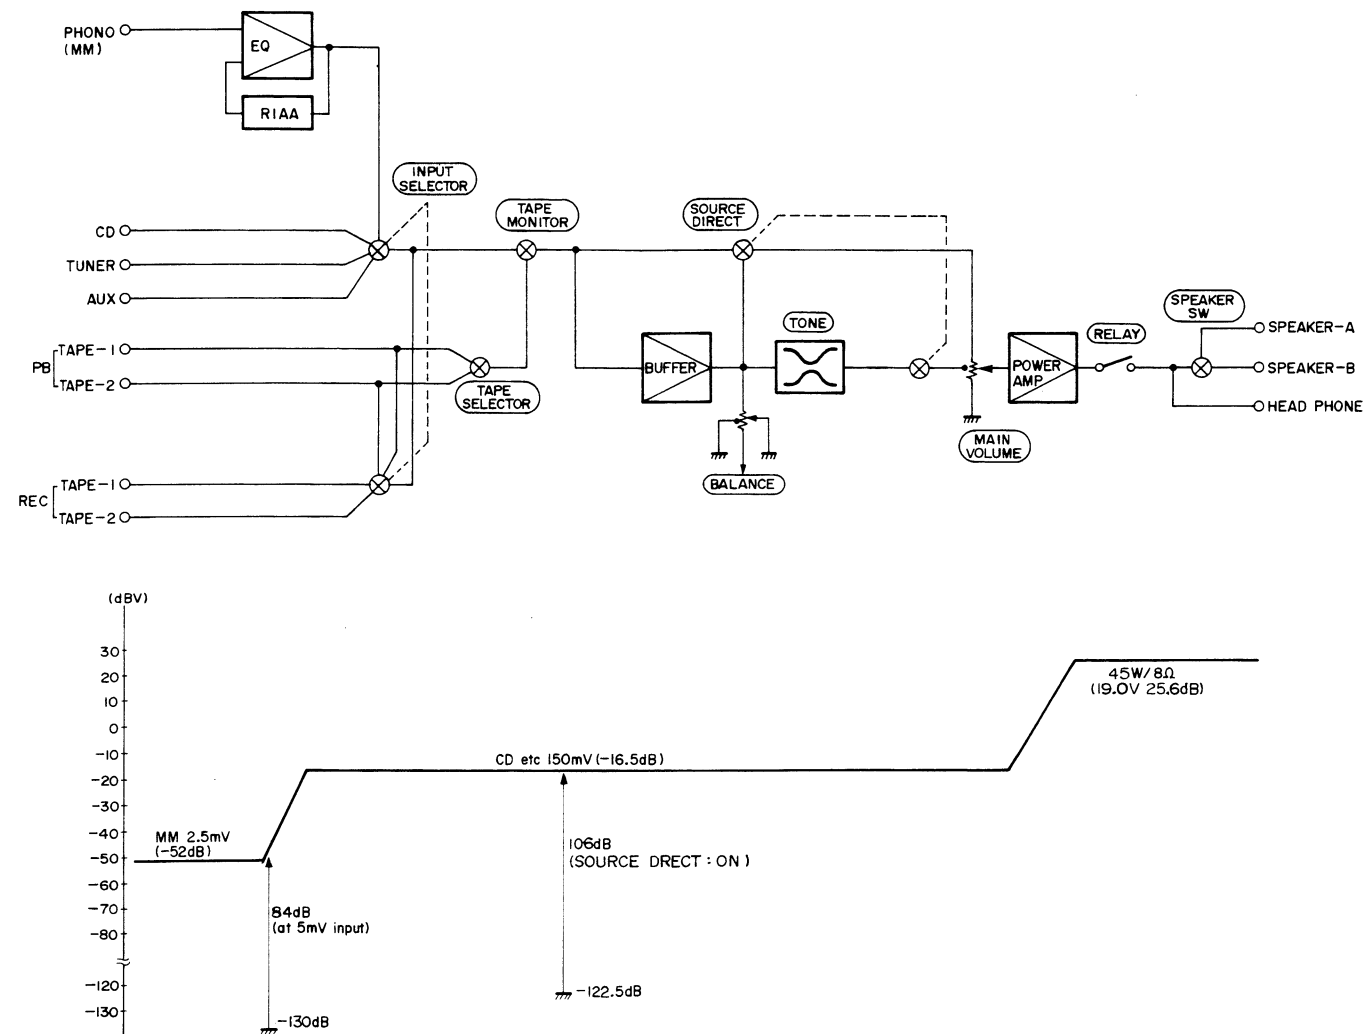 PHONO
(MM)
EQ
RIAA
INPUT
SELECTOR
TAPE
MONITOR
SOURCE
DIRECT
CD
TUNER
AUX
PB
TAPE-1
TAPE-2
TAPE
SELECTOR
BUFFER
TONE
POWER
AMP
RELAY
SPEAKER
SW
SPEAKER-A
SPEAKER-B
HEAD PHONE
MAIN
VOLUME
BALANCE
REC
TAPE-1
TAPE-2
(dBV)
30
20
10
0
-10
-20
-30
-40
-50
-60
-70
-80
-120
-130
MM 2.5mV
(-52dB)
84dB
(at 5mV input)
-130dB
CD etc 150mV (-16.5dB)
106dB
(SOURCE DRECT : ON )
-122.5dB
45W/8Ω
(19.0V 25.6dB)